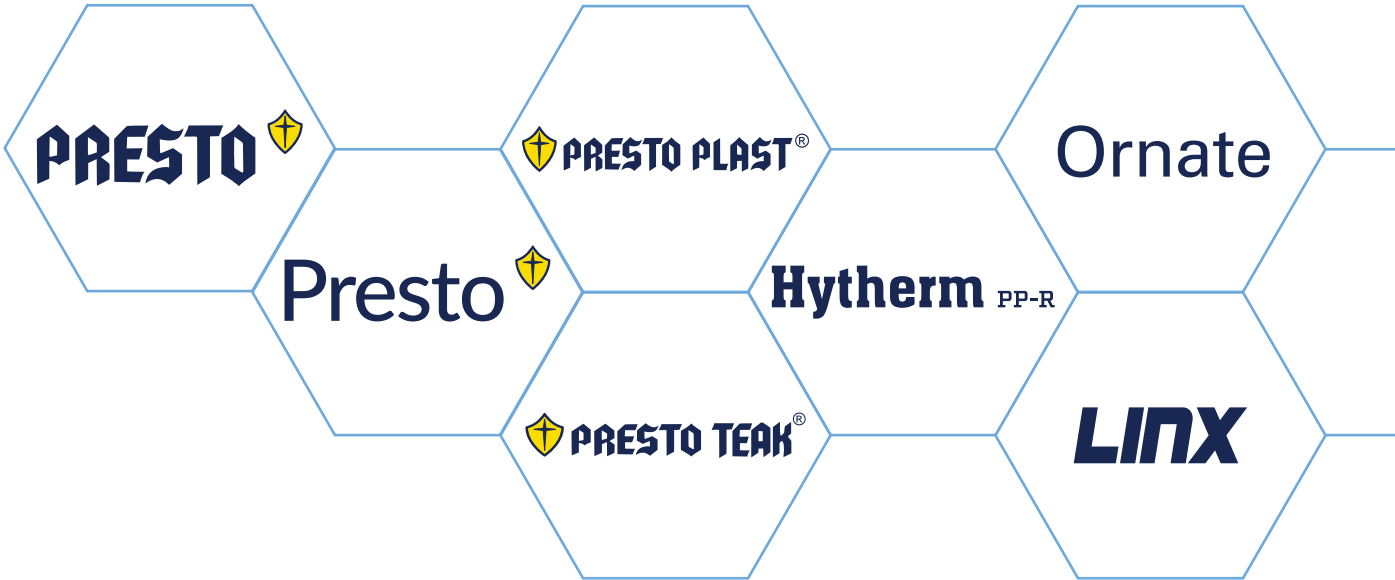 PRESTO
Presto
PRESTO PLAST®
PRESTO TEAK®
Hytherm PP-R
Ornate
LINX